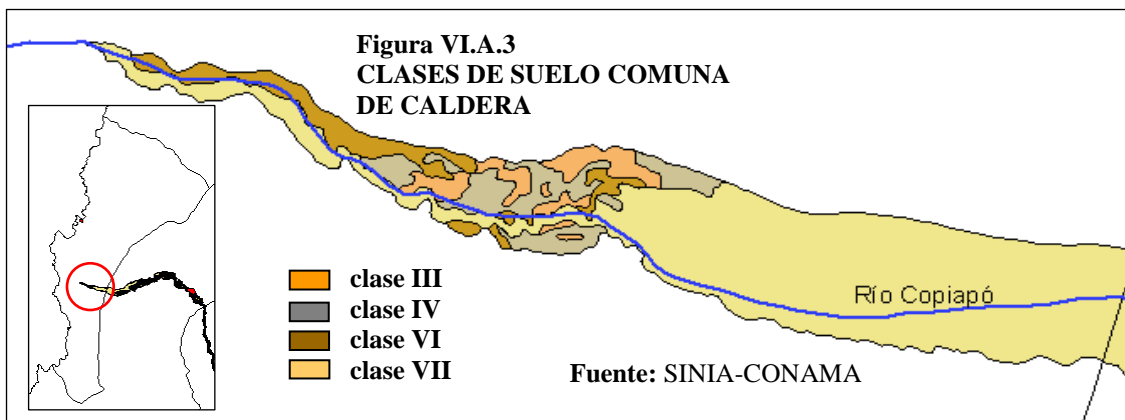 Figura VI.A.3
CLASES DE SUELO COMUNA
DE CALDERA
clase III
clase IV
clase VI
clase VII
Río Copiapó
Fuente: SINIA-CONAMA